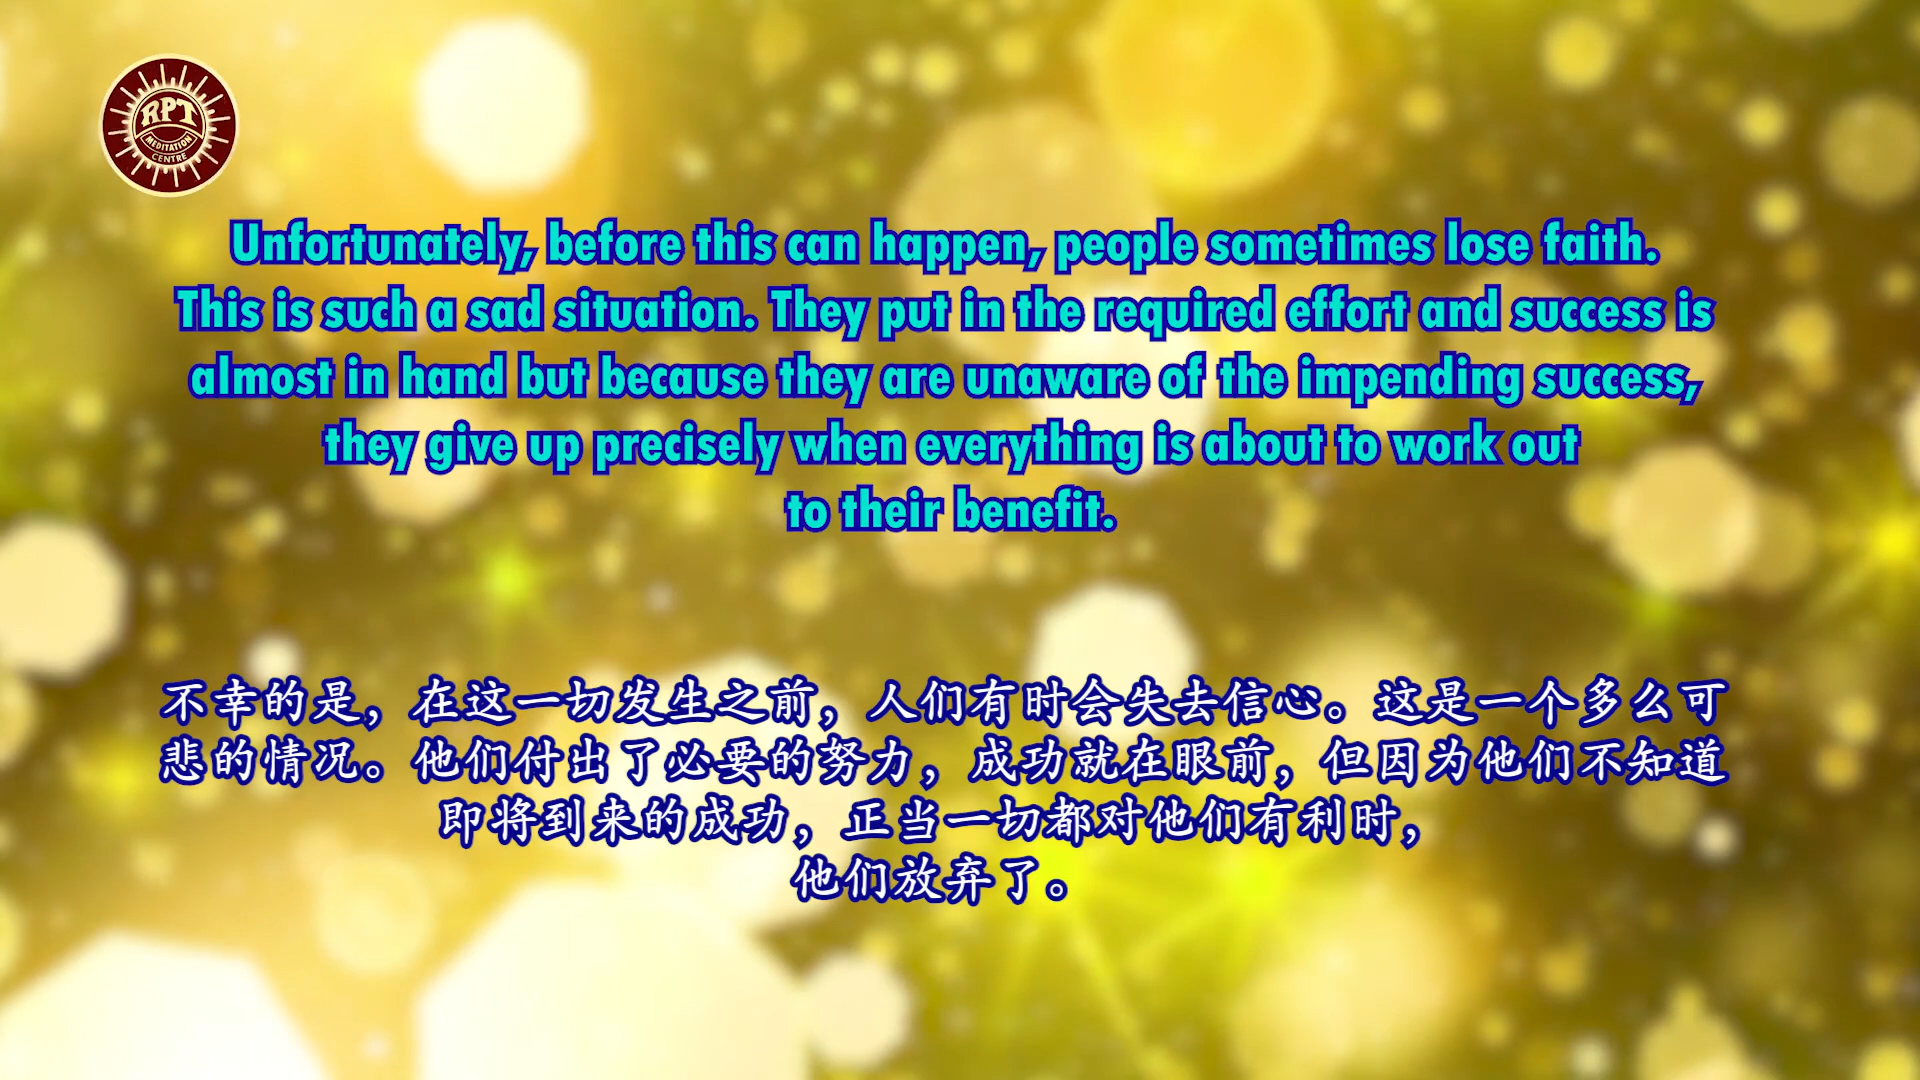 RPT
MEDITATION
CENTRE
Unfortunately, before this can happen, people sometimes lose faith.
This is such a sad situation. They put in the required effort and success is
almost in hand but because they are unaware of the impending success,
they give up precisely when everything is about to work out
to their benefit.
不幸的是，在这一切发生之前，人们有时会失去信心。这是一个多么可
悲的情况。他们付出了必要的努力，成功就在眼前，但因为他们不知道
即将到来的成功，正当一切都对他们有利时，
他们放弃了。